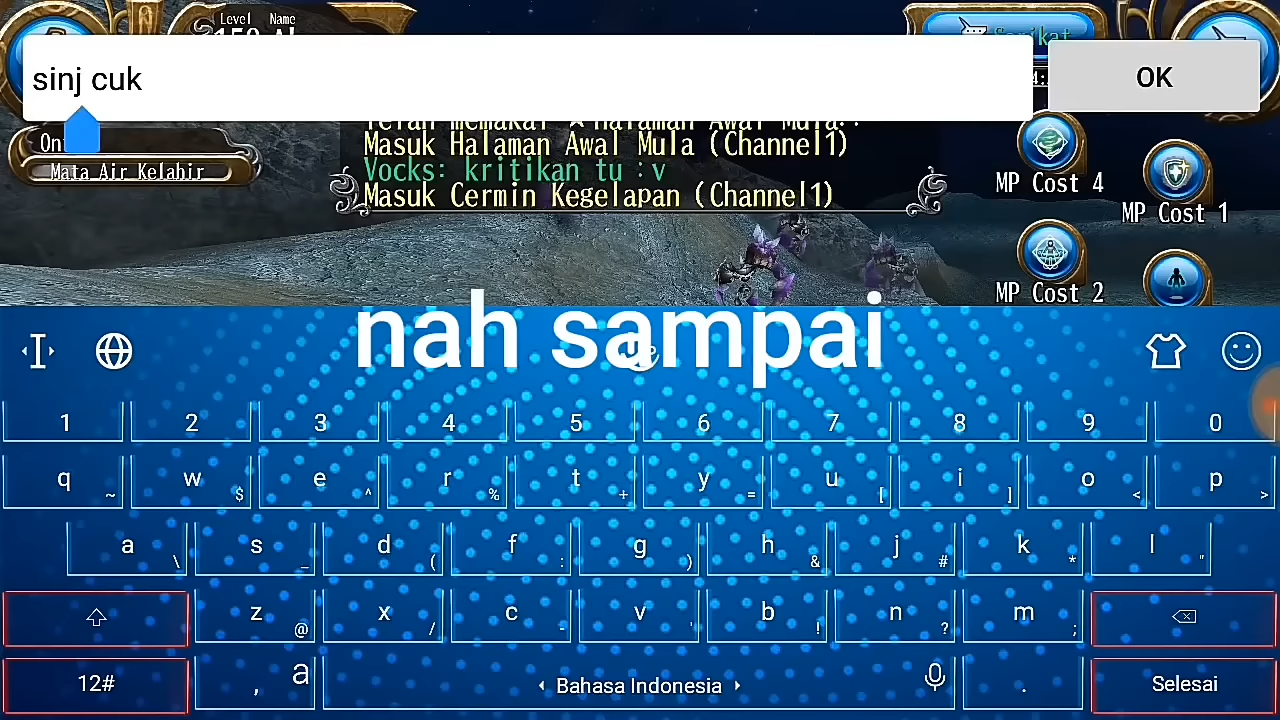 Level Name
sinj cuk
OK
Masuk Halaman Awal Mula (Channel1)
Mata Air Kelahir
Vocks: kritikan tu :v
Masuk Cermin Kegelapan (Channel1)
MP Cost 4
MP Cost 1
MP Cost 2
nah sampai
1 2 3 4 5 6 7 8 9 0
q ~ w $ e ^ r % t + y = u [ i ] o < p >
a \ s _ d ( f : g ) h & j # k * l "
z @ x / c - v ' b ! n ? m ;
12# , a Bahasa Indonesia . Selesai